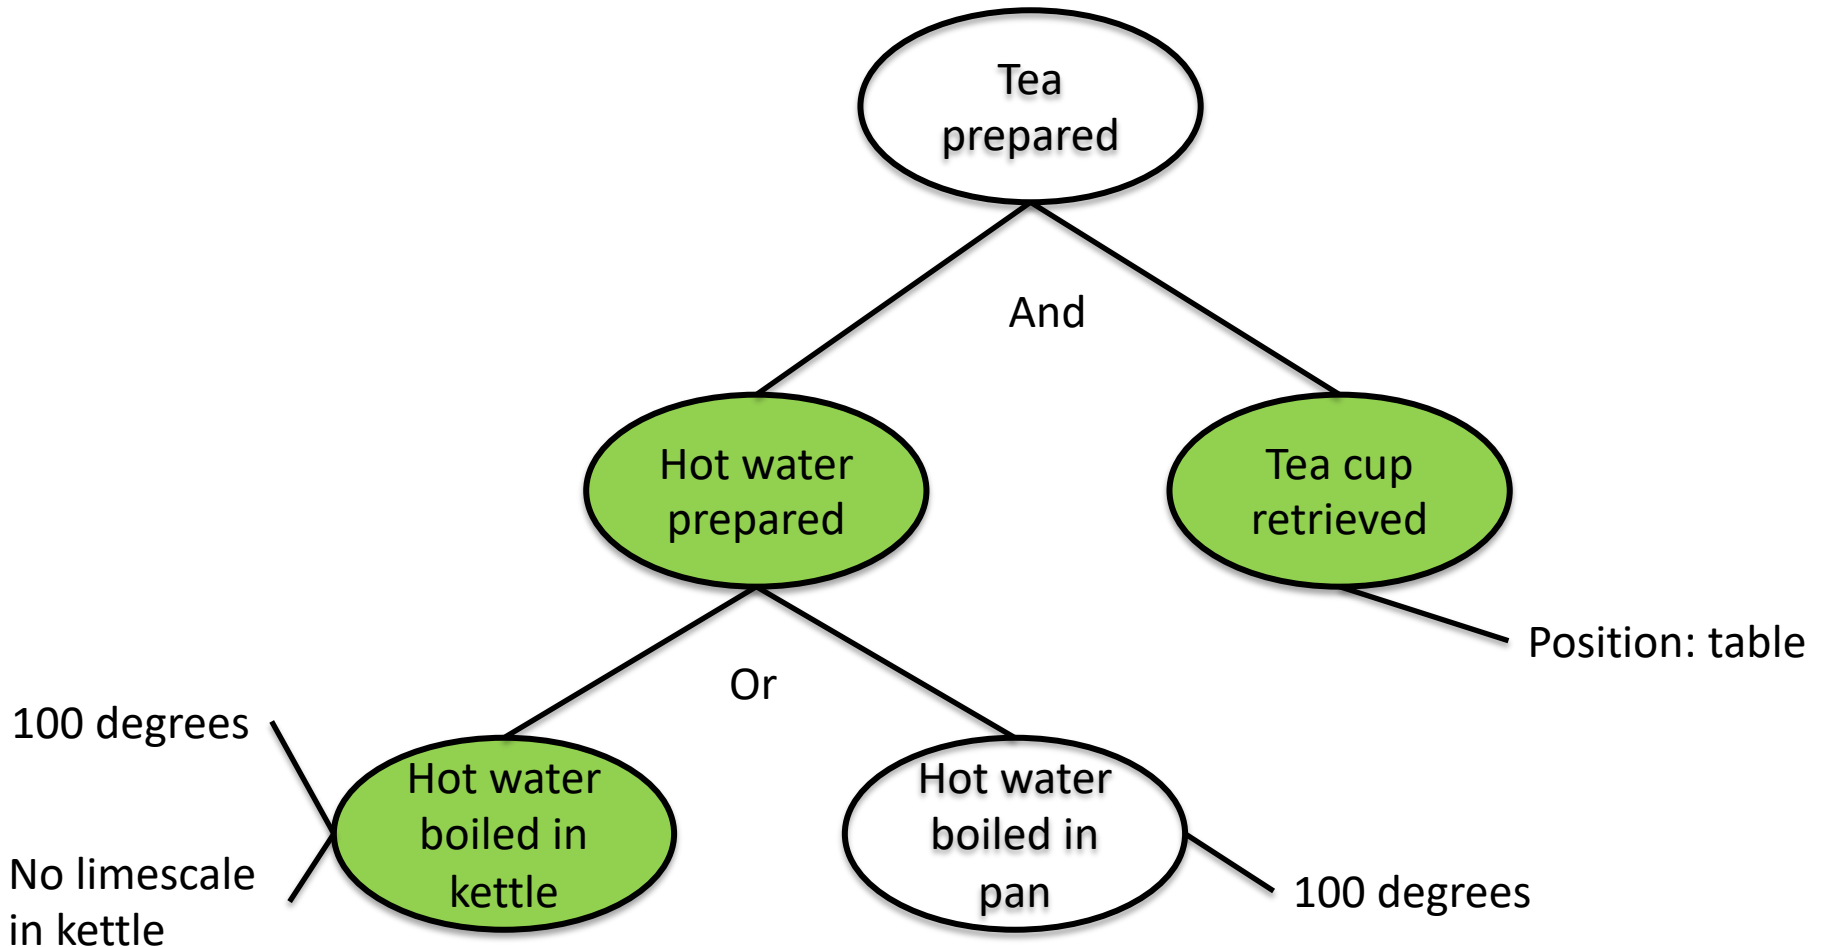 Tea
prepared
And
Hot water
prepared
Tea cup
retrieved
Position: table
Or
100 degrees
Hot water
boiled in
kettle
Hot water
boiled in
pan
No limescale
in kettle
100 degrees